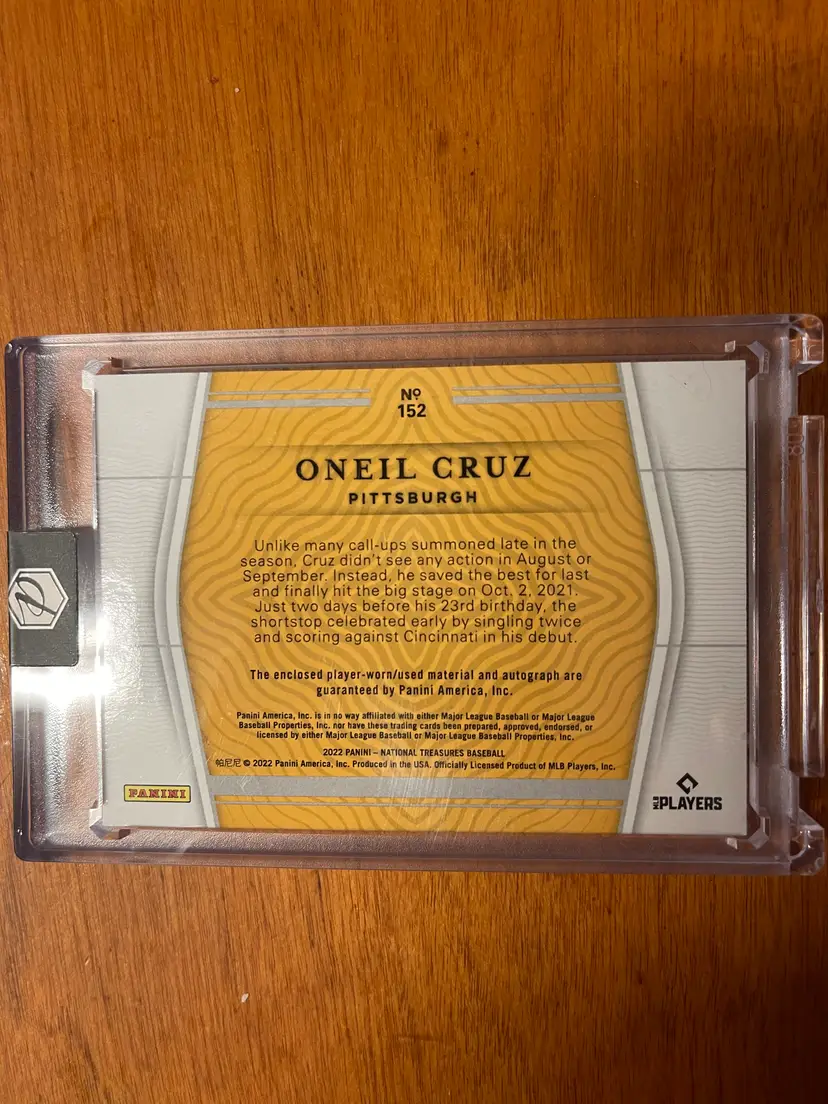 Nº
152
ONEIL CRUZ
PITTSBURGH
Unlike many call-ups summoned late in the
season, Cruz didn't see any action in August or
September. Instead, he saved the best for last
and finally hit the big stage on Oct. 2, 2021.
Just two days before his 23rd birthday, the
shortstop celebrated early by singling twice
and scoring against Cincinnati in his debut.
The enclosed player-worn/used material and autograph are
guaranteed by Panini America, Inc.
Panini America, Inc. is in no way affiliated with either Major League Baseball or Major League
Baseball Properties, Inc. nor have these trading cards been prepared, approved, endorsed, or
licensed by either Major League Baseball or Major League Baseball Properties, Inc.
2022 PANINI – NATIONAL TREASURES BASEBALL
帕尼尼 © 2022 Panini America, Inc. Produced in the USA. Officially Licensed Product of MLB Players, Inc.
PANINI
MLB PLAYERS